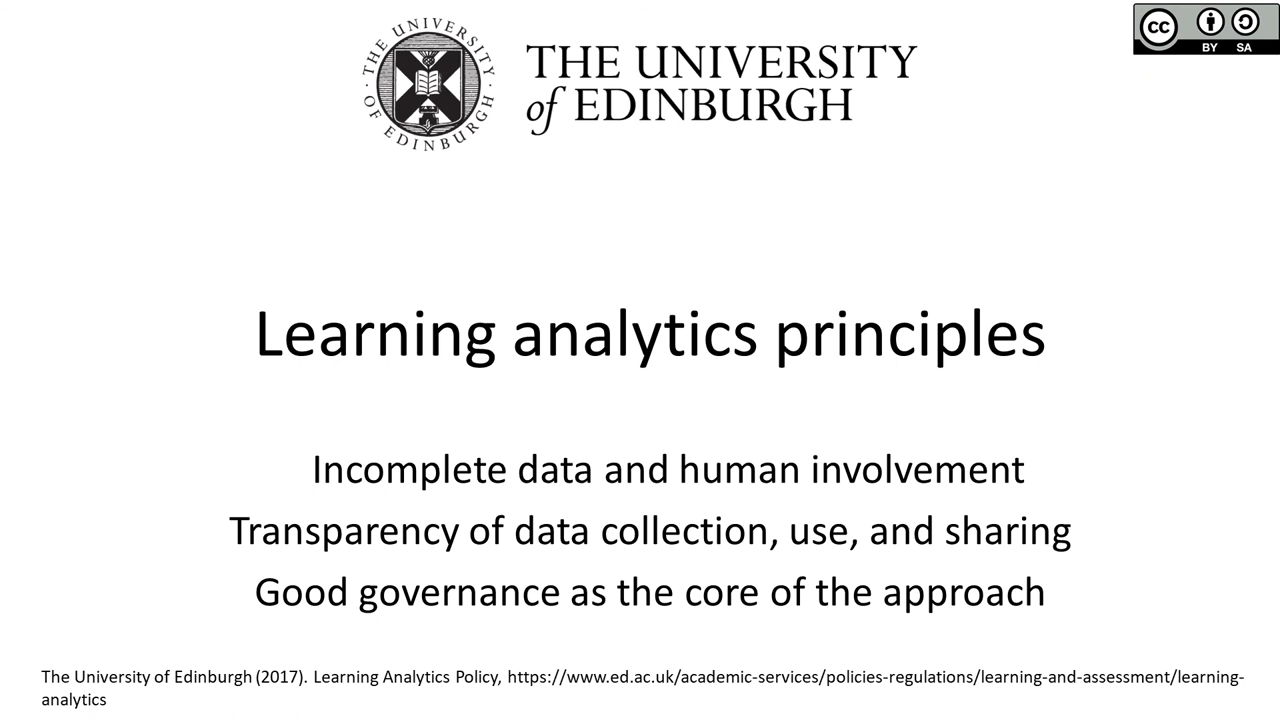 THE UNIVERSITY OF EDINBURGH
THE UNIVERSITY
of EDINBURGH
CC BY SA
Learning analytics principles
Incomplete data and human involvement
Transparency of data collection, use, and sharing
Good governance as the core of the approach
The University of Edinburgh (2017). Learning Analytics Policy, https://www.ed.ac.uk/academic-services/policies-regulations/learning-and-assessment/learning-
analytics